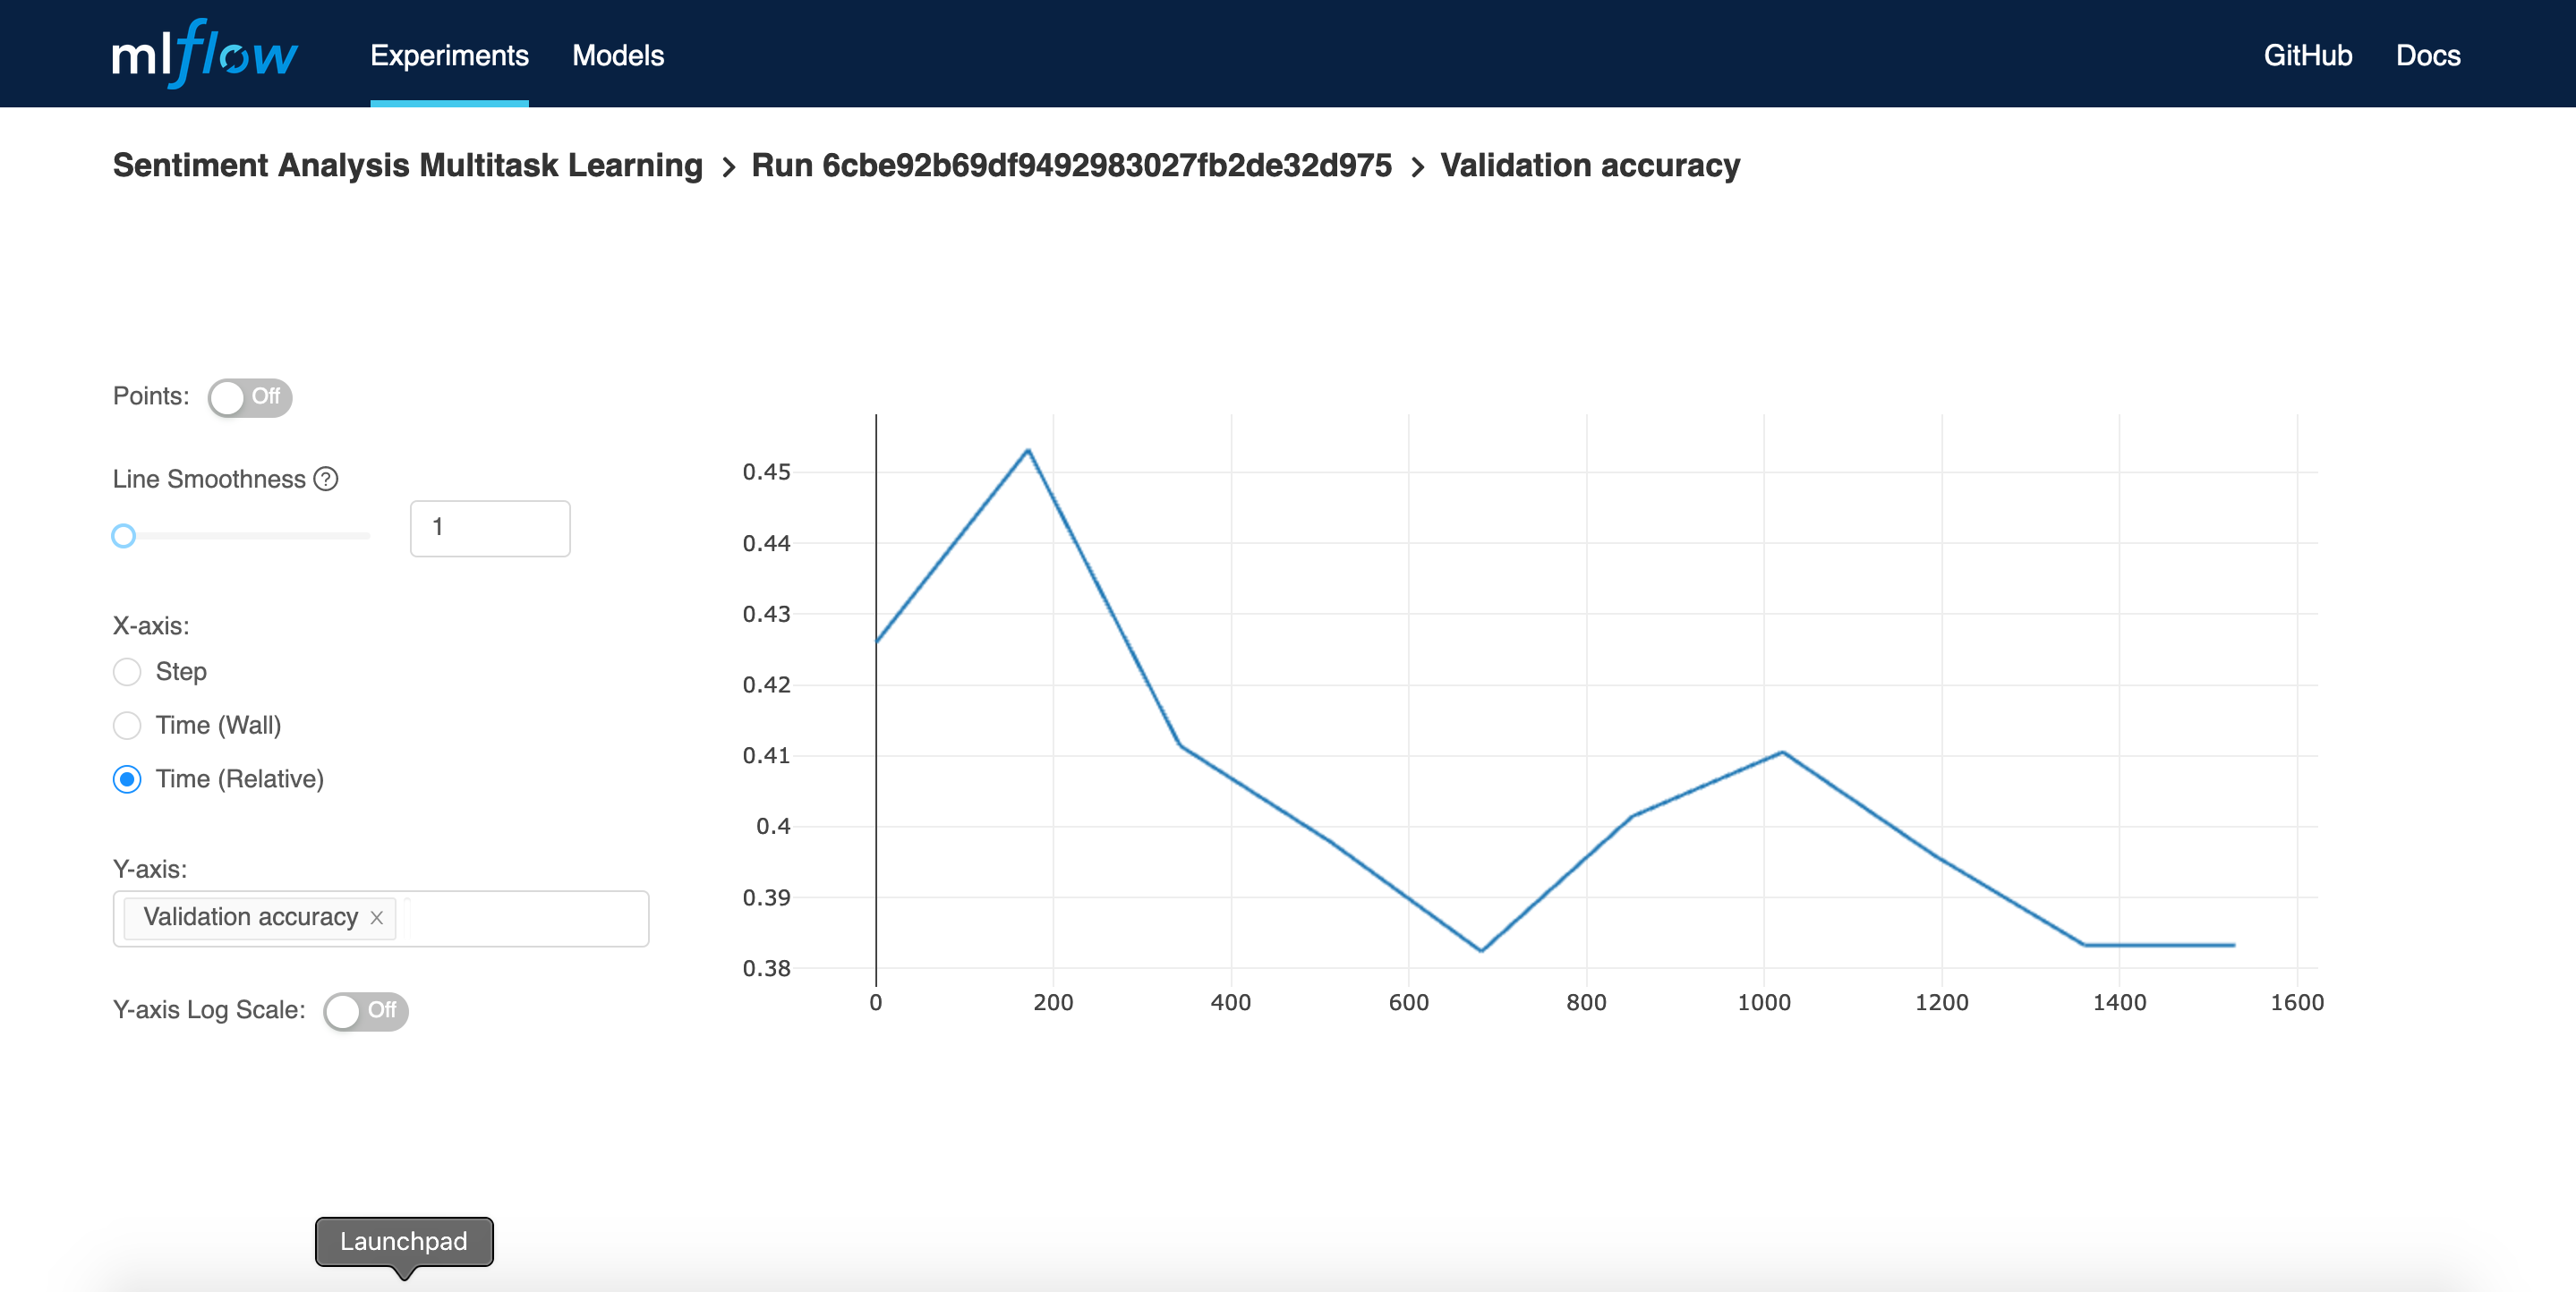 mlflow Experiments Models GitHub Docs
Sentiment Analysis Multitask Learning > Run 6cbe92b69df9492983027fb2de32d975 > Validation accuracy
Points: Off
Line Smoothness ?
1
X-axis:
Step
Time (Wall)
Time (Relative)
Y-axis:
Validation accuracy ×
Y-axis Log Scale: Off
0.45
0.44
0.43
0.42
0.41
0.4
0.39
0.38
0 200 400 600 800 1000 1200 1400 1600
Launchpad